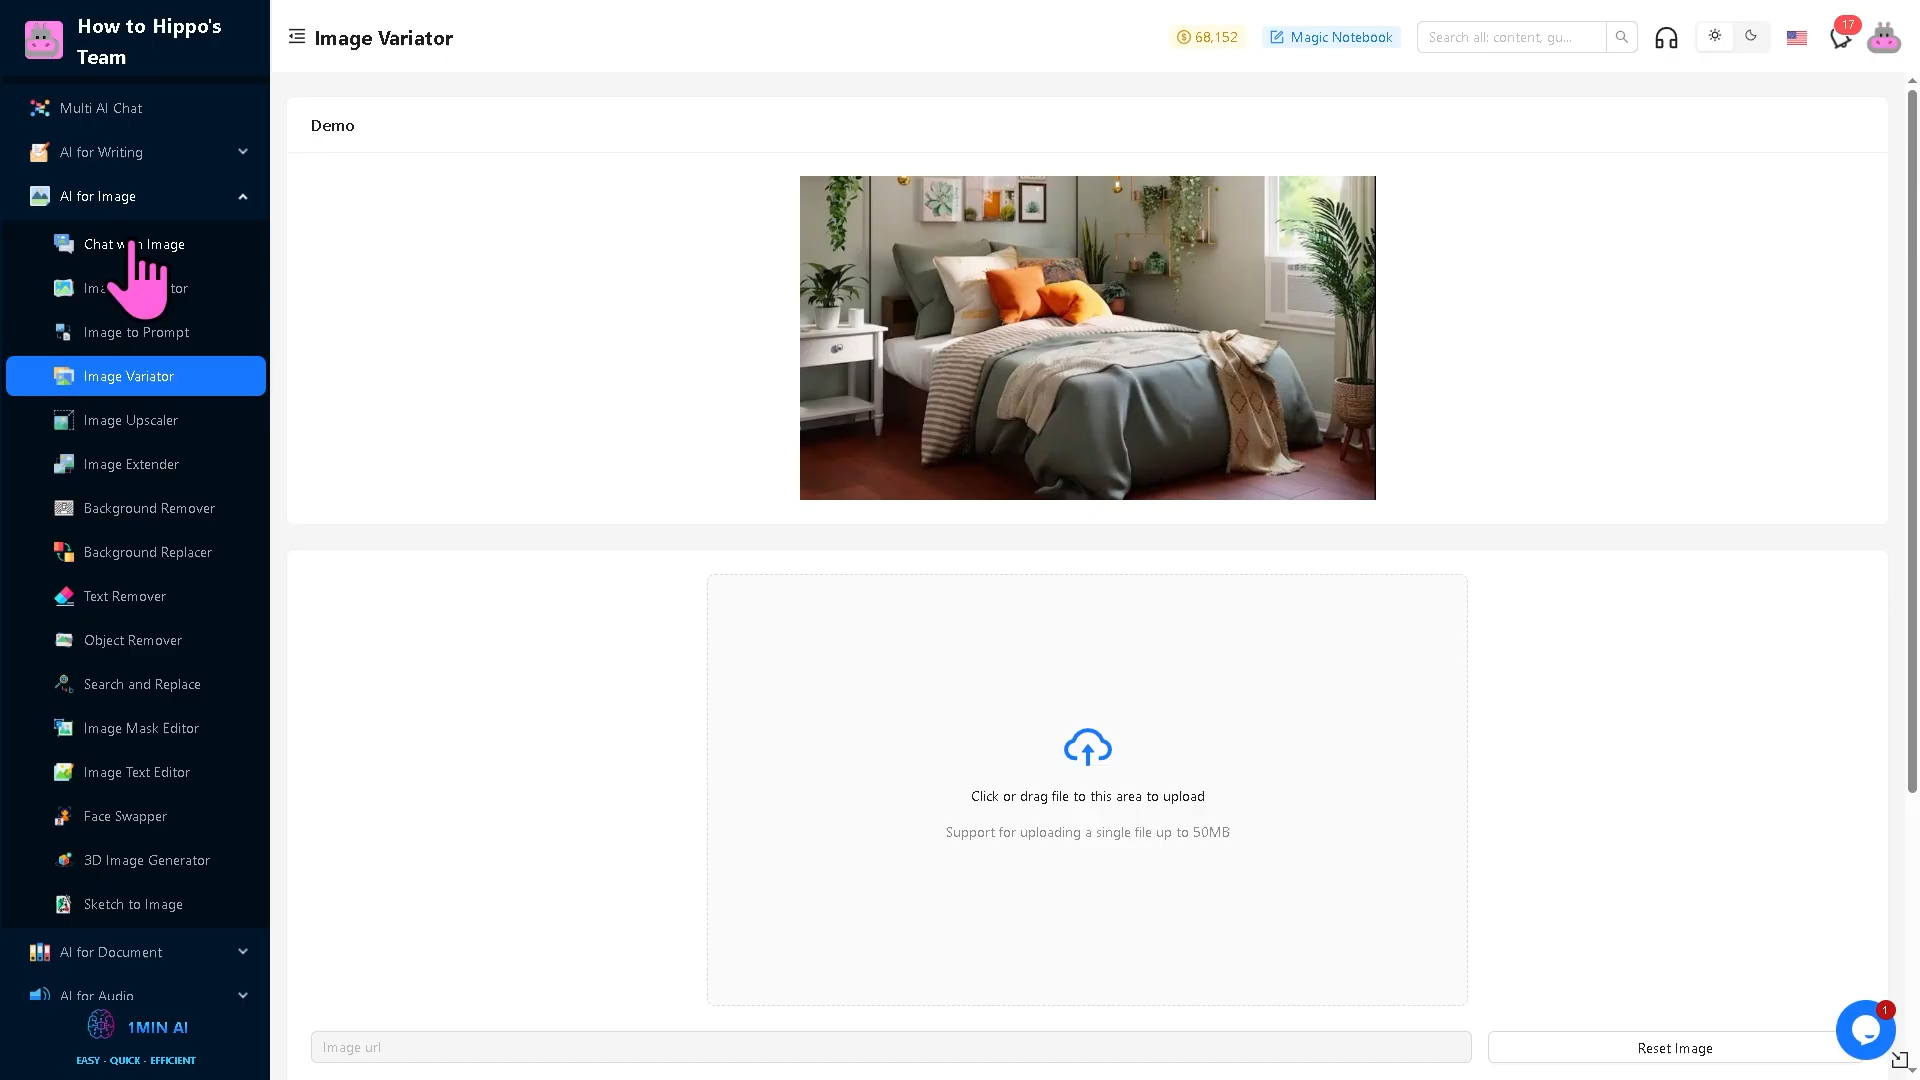 How to Hippo's
Team
Image Variator
68,152
Magic Notebook
Search all: content, gu...
17
Multi AI Chat
AI for Writing
AI for Image
Chat w n Image
Ima tor
Image to Prompt
Image Variator
Image Upscaler
Image Extender
Background Remover
Background Replacer
Text Remover
Object Remover
Search and Replace
Image Mask Editor
Image Text Editor
Face Swapper
3D Image Generator
Sketch to Image
AI for Document
AI for Audio
1MIN AI
EASY - QUICK - EFFICIENT
Demo
Click or drag file to this area to upload
Support for uploading a single file up to 50MB
Image url
Reset Image
1